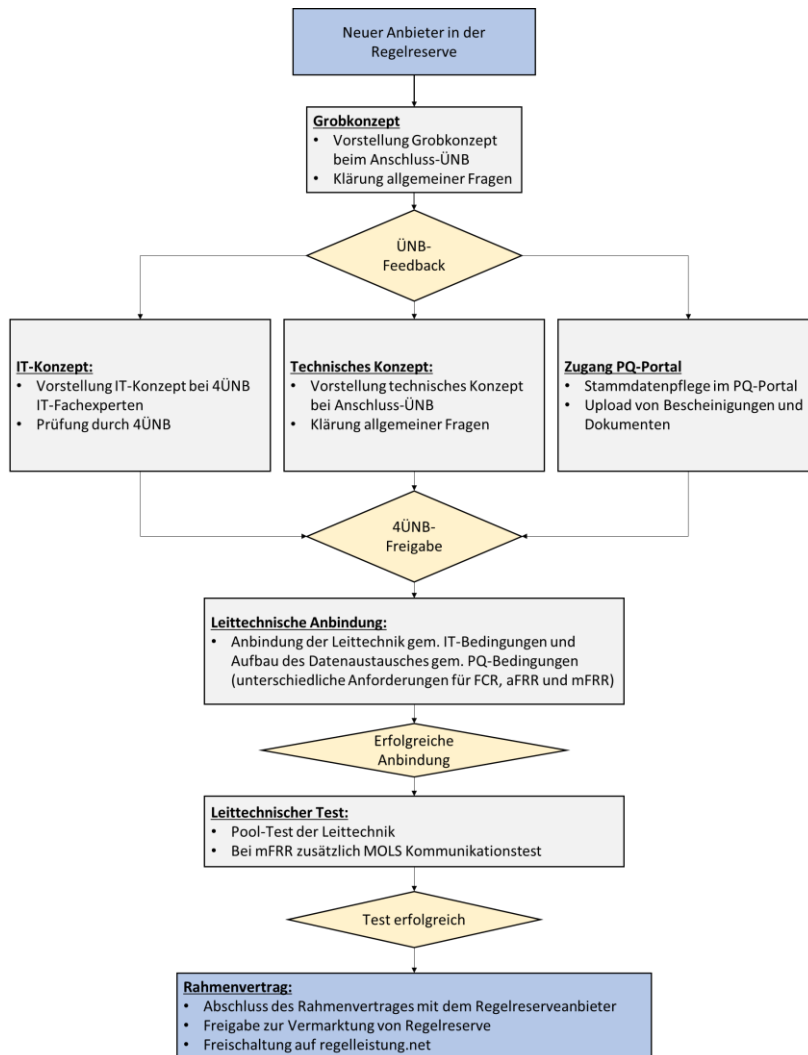 Neuer Anbieter in der
Regelreserve
Grobkonzept
• Vorstellung Grobkonzept
beim Anschluss-ÜNB
• Klärung allgemeiner Fragen
ÜNB-
Feedback
IT-Konzept:
• Vorstellung IT-Konzept bei 4ÜNB
IT-Fachexperten
• Prüfung durch 4ÜNB
Technisches Konzept:
• Vorstellung technisches Konzept
bei Anschluss-ÜNB
• Klärung allgemeiner Fragen
Zugang PQ-Portal
• Stammdatenpflege im PQ-Portal
• Upload von Bescheinigungen und
Dokumenten
4ÜNB-
Freigabe
Leittechnische Anbindung:
• Anbindung der Leittechnik gem. IT-Bedingungen und
Aufbau des Datenaustausches gem. PQ-Bedingungen
(unterschiedliche Anforderungen für FCR, aFRR und mFRR)
Erfolgreiche
Anbindung
Leittechnischer Test:
• Pool-Test der Leittechnik
• Bei mFRR zusätzlich MOLS Kommunikationstest
Test erfolgreich
Rahmenvertrag:
• Abschluss des Rahmenvertrages mit dem Regelreserveanbieter
• Freigabe zur Vermarktung von Regelreserve
• Freischaltung auf regelleistung.net